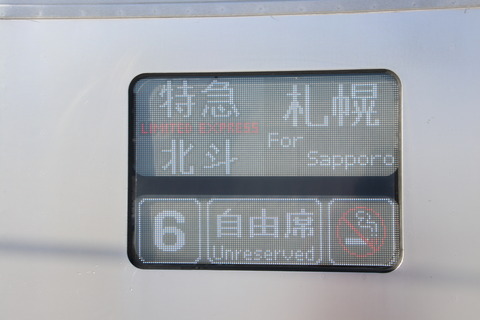 特急 札幌
LIMITED EXPRESS
For
北斗 Sapporo
6 自由席
Unreserved